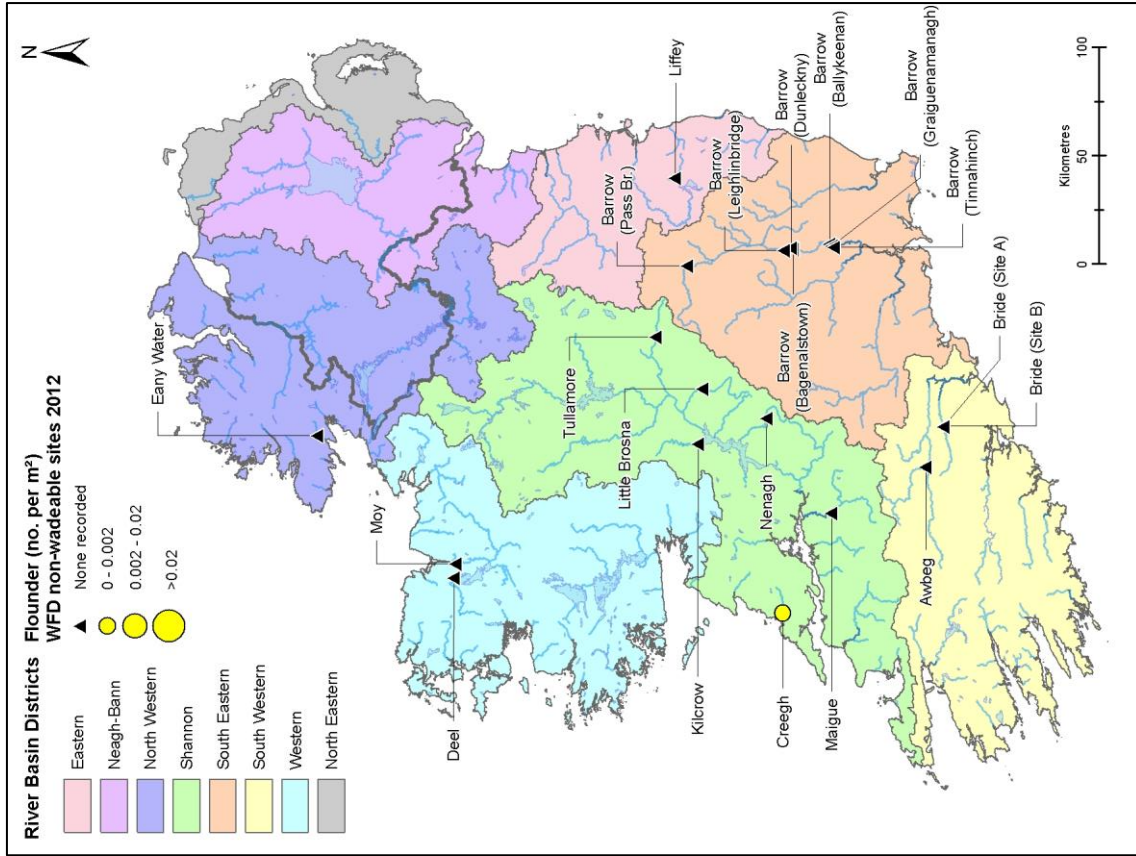 River Basin Districts
Eastern
Neagh-Bann
North Western
Shannon
South Eastern
South Western
Western
North Eastern
Flounder (no. per m²)
WFD non-wadeable sites 2012
None recorded
0 - 0.002
0.002 - 0.02
>0.02
N
Eany Water
Moy
Deel
Tullamore
Little Brosna
Kilcrow
Nenagh
Creegh
Maigue
Awbeg
Liffey
Barrow
(Pass Br.)
Barrow
(Leighlinbridge)
Barrow
(Bagenalstown)
Barrow
(Dunleckny)
Barrow
(Ballykeenan)
Barrow
(Graiguenamanagh)
Barrow
(Tinnahinch)
Bride (Site A)
Bride (Site B)
0 50 100
Kilometres